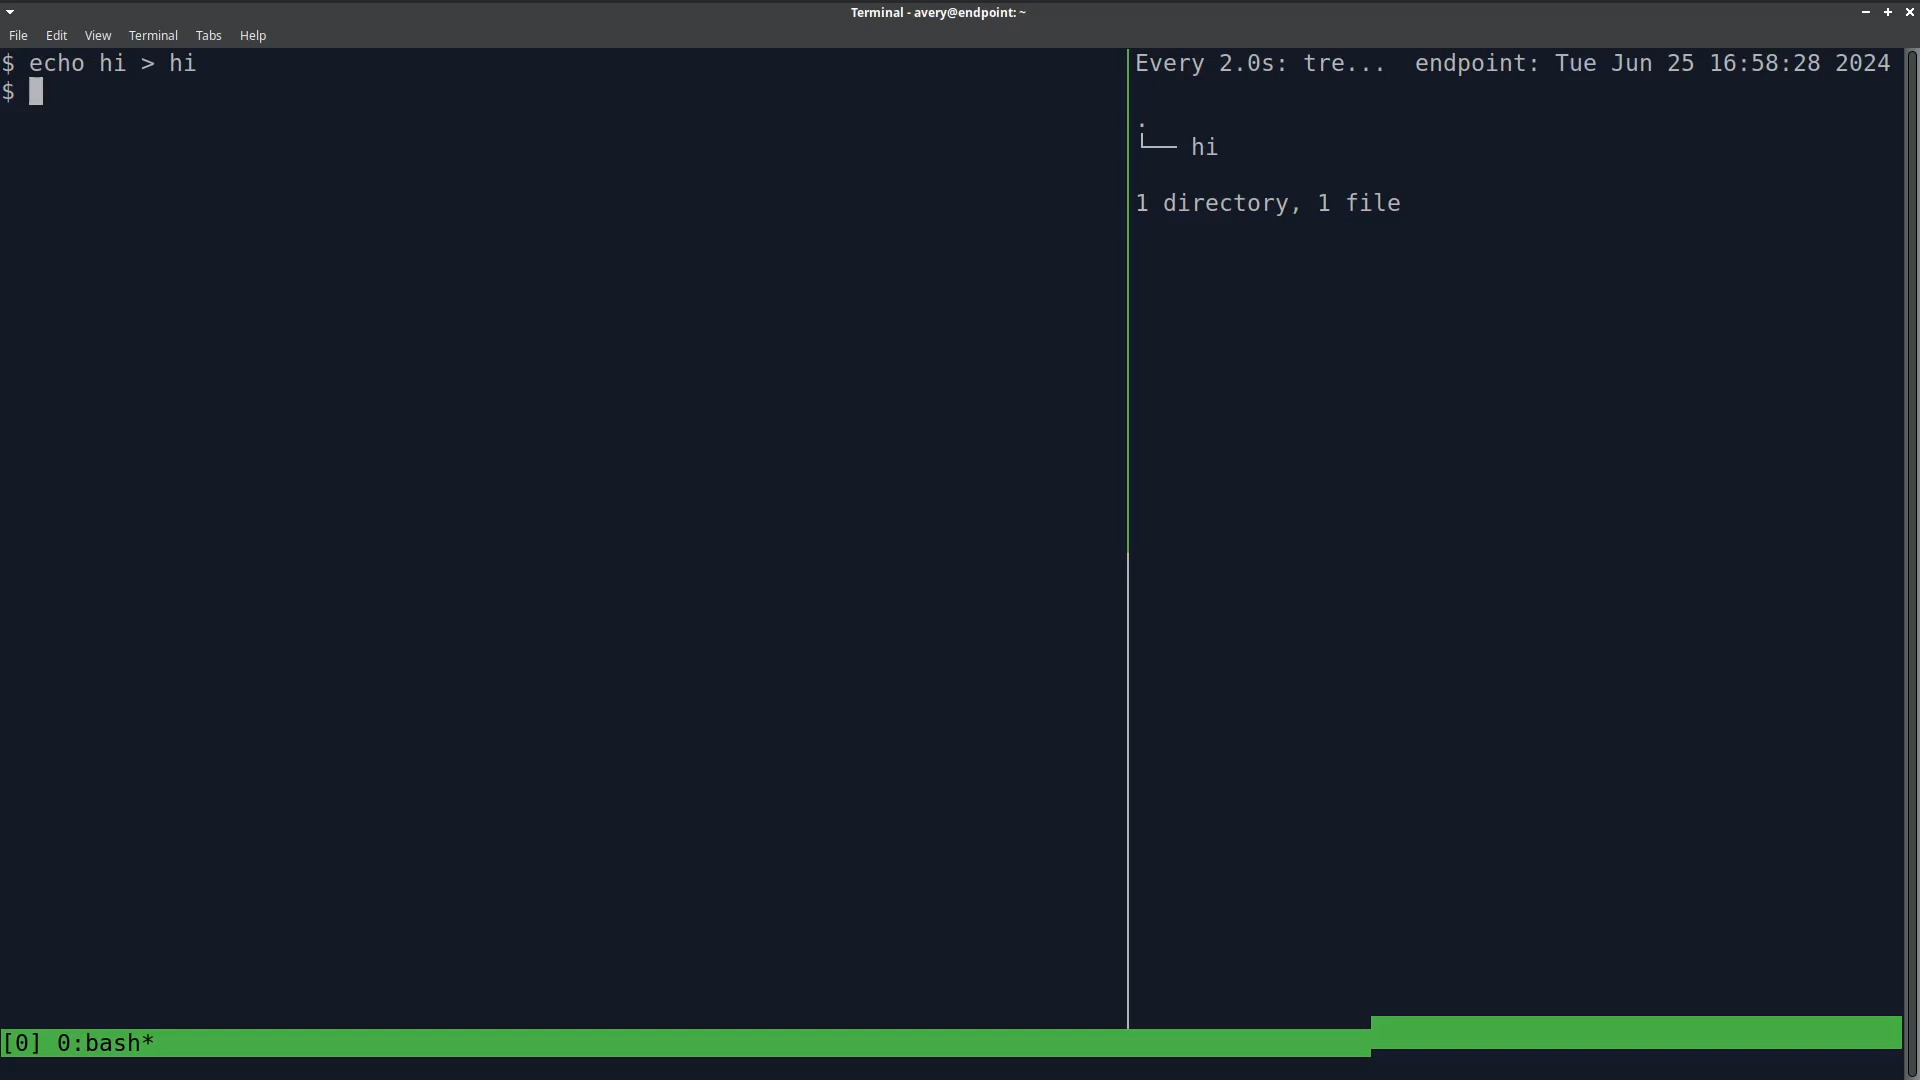 Terminal - avery@endpoint: ~
File Edit View Terminal Tabs Help
$ echo hi > hi
$
Every 2.0s: tre... endpoint: Tue Jun 25 16:58:28 2024
.
└── hi
1 directory, 1 file
[0] 0:bash*